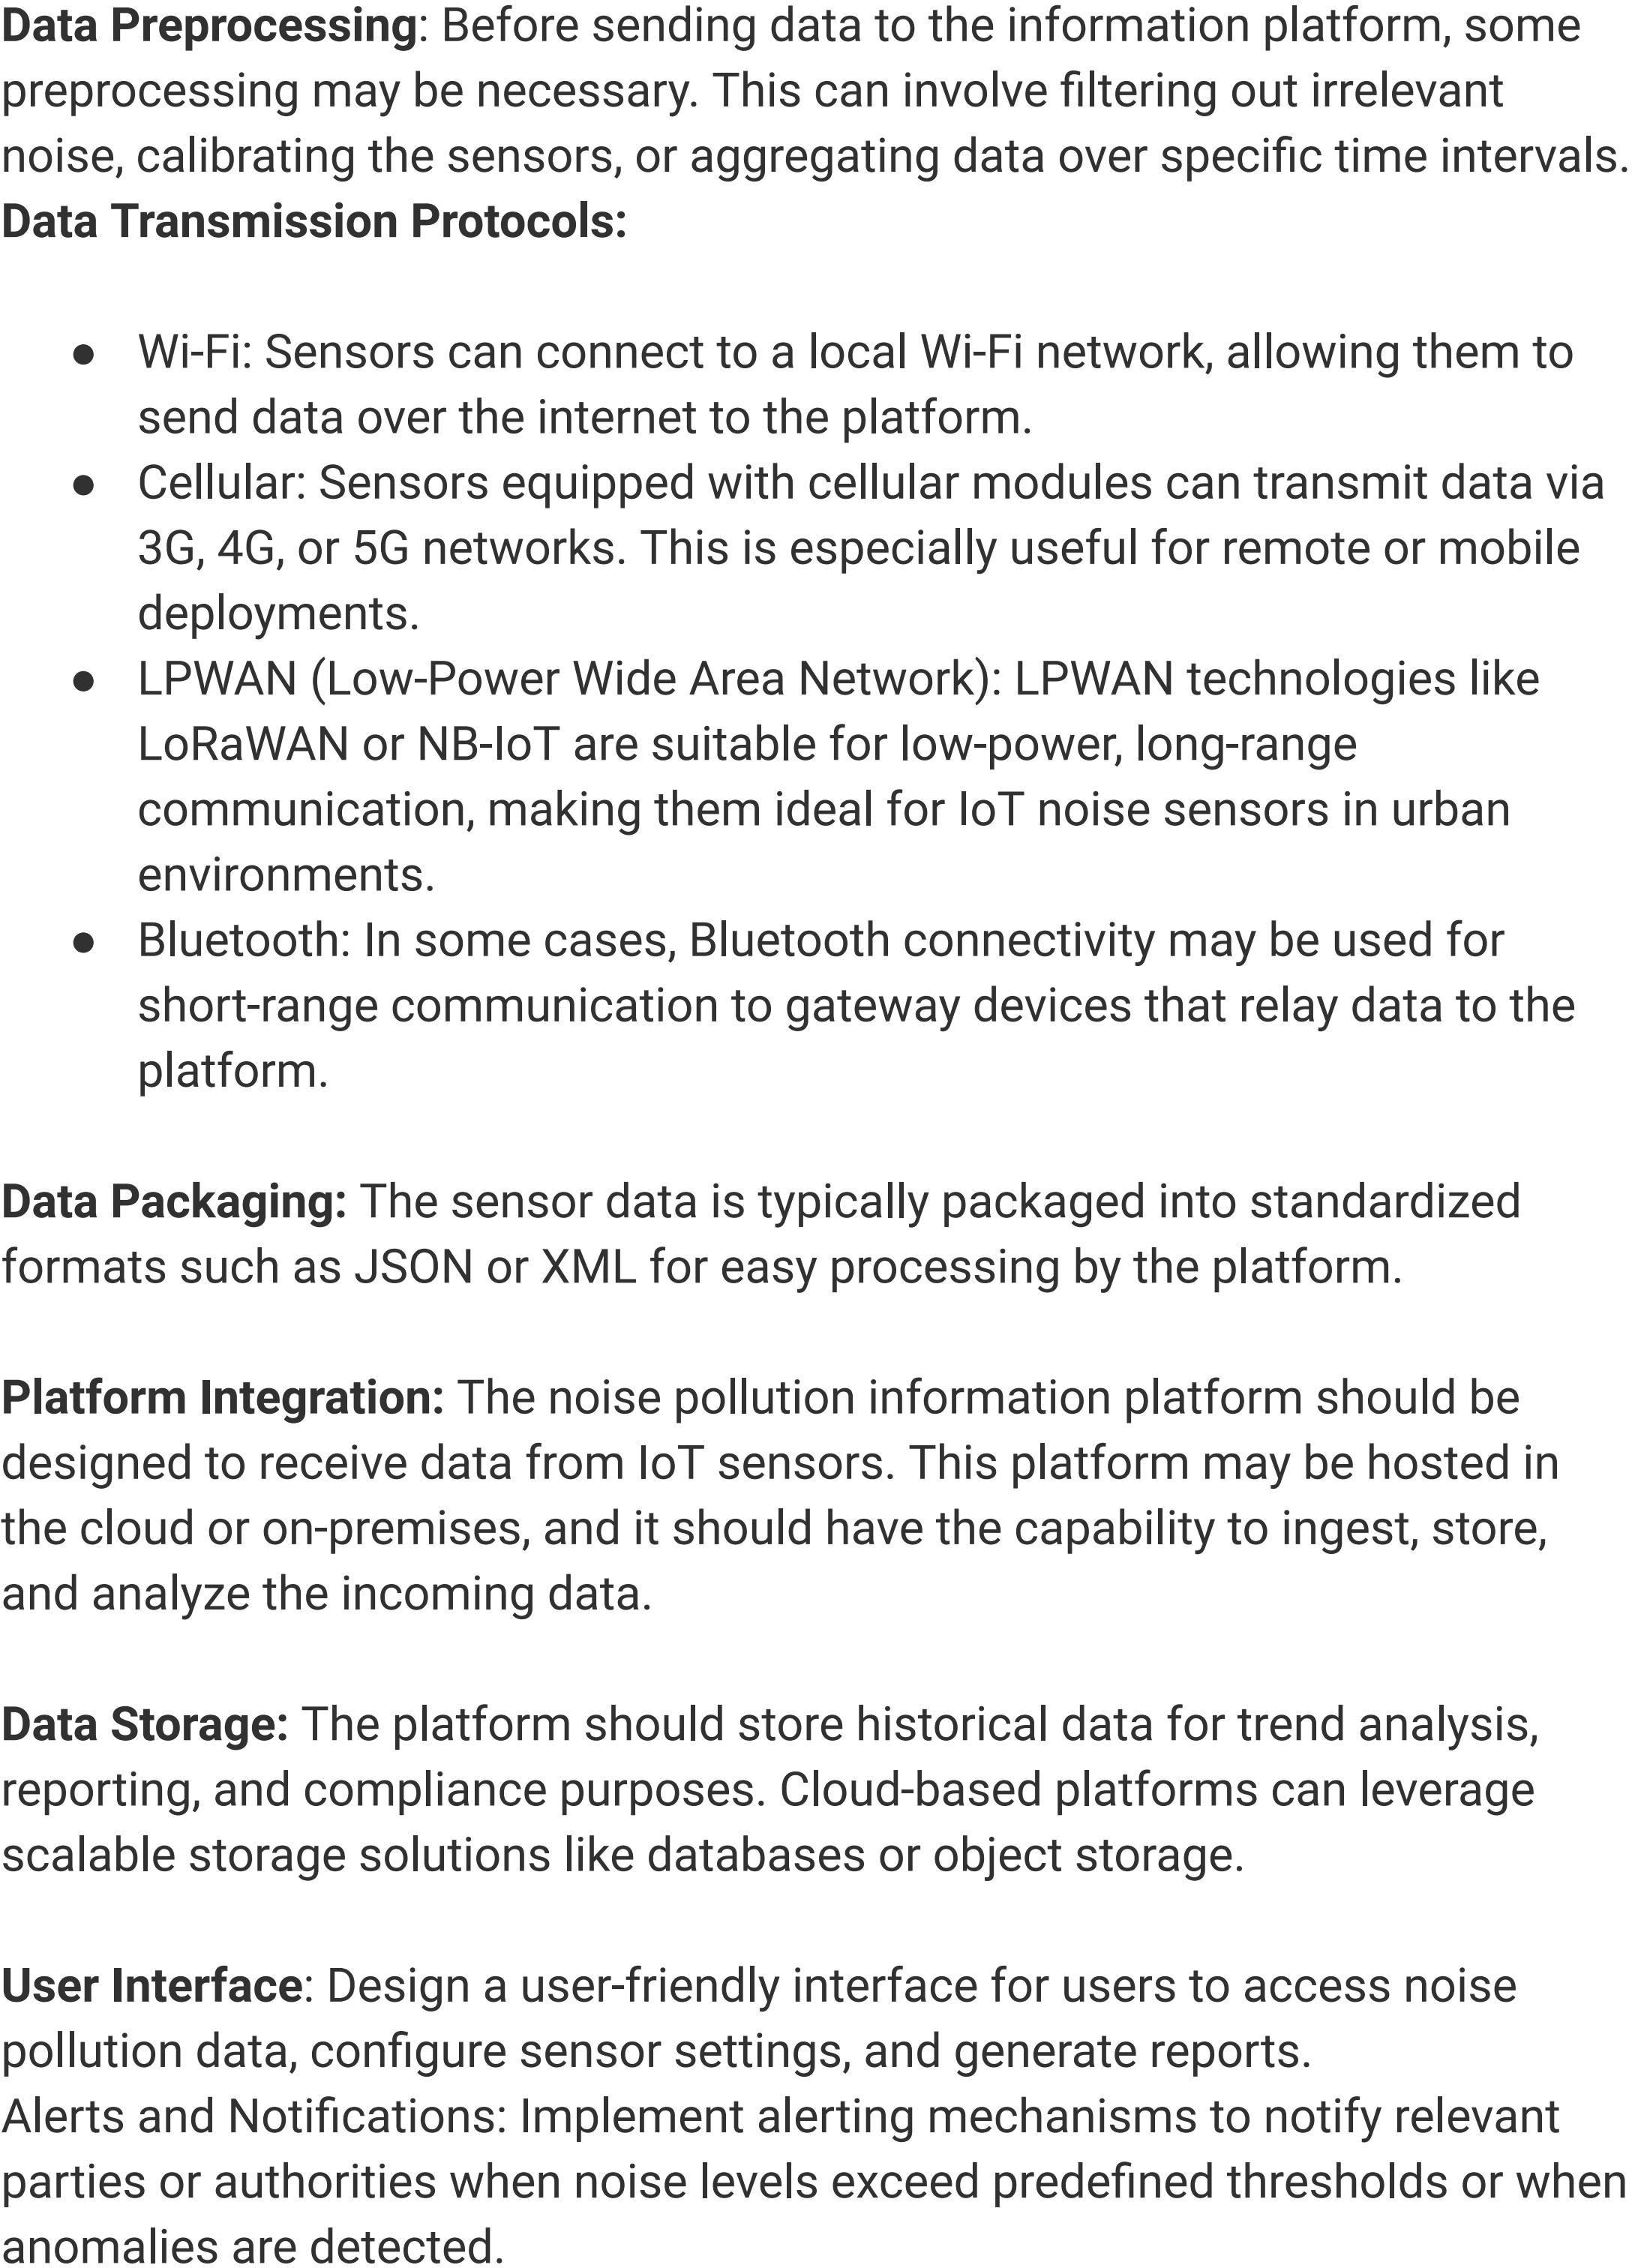 Data Preprocessing: Before sending data to the information platform, some
preprocessing may be necessary. This can involve filtering out irrelevant
noise, calibrating the sensors, or aggregating data over specific time intervals.
Data Transmission Protocols:
● Wi-Fi: Sensors can connect to a local Wi-Fi network, allowing them to
send data over the internet to the platform.
● Cellular: Sensors equipped with cellular modules can transmit data via
3G, 4G, or 5G networks. This is especially useful for remote or mobile
deployments.
● LPWAN (Low-Power Wide Area Network): LPWAN technologies like
LoRaWAN or NB-IoT are suitable for low-power, long-range
communication, making them ideal for IoT noise sensors in urban
environments.
● Bluetooth: In some cases, Bluetooth connectivity may be used for
short-range communication to gateway devices that relay data to the
platform.
Data Packaging: The sensor data is typically packaged into standardized
formats such as JSON or XML for easy processing by the platform.
Platform Integration: The noise pollution information platform should be
designed to receive data from IoT sensors. This platform may be hosted in
the cloud or on-premises, and it should have the capability to ingest, store,
and analyze the incoming data.
Data Storage: The platform should store historical data for trend analysis,
reporting, and compliance purposes. Cloud-based platforms can leverage
scalable storage solutions like databases or object storage.
User Interface: Design a user-friendly interface for users to access noise
pollution data, configure sensor settings, and generate reports.
Alerts and Notifications: Implement alerting mechanisms to notify relevant
parties or authorities when noise levels exceed predefined thresholds or when
anomalies are detected.